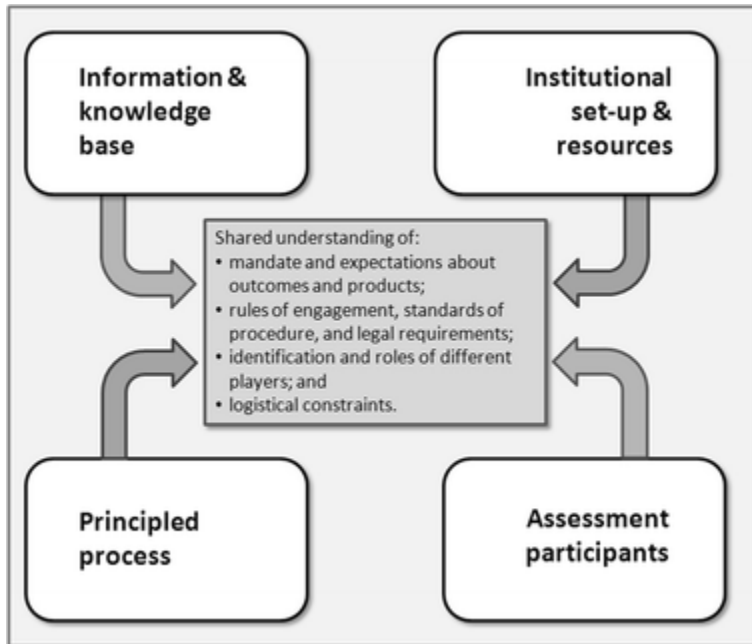 Information &
knowledge
base
Institutional
set-up &
resources
Shared understanding of:
• mandate and expectations about
outcomes and products;
• rules of engagement, standards of
procedure, and legal requirements;
• identification and roles of different
players; and
• logistical constraints.
Principled
process
Assessment
participants